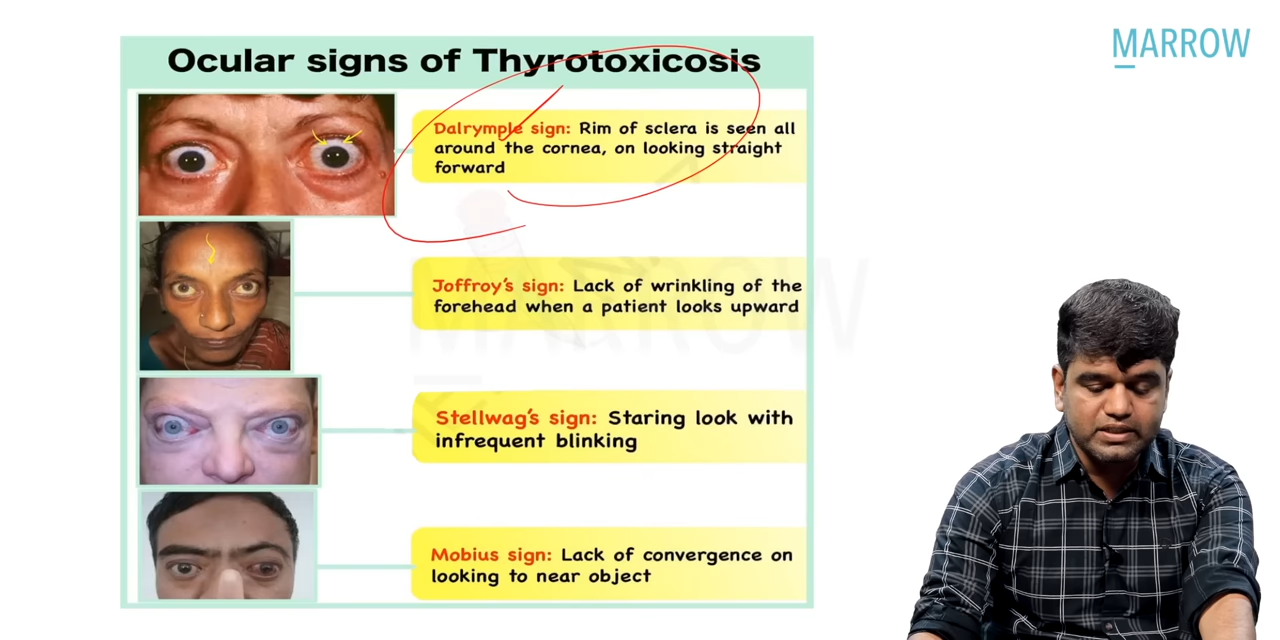 MARROW
Ocular signs of Thyrotoxicosis
Dalrymple sign: Rim of sclera is seen all
around the cornea, on looking straight
forward
Joffroy's sign: Lack of wrinkling of the
forehead when a patient looks upward
Stellwag's sign: Staring look with
infrequent blinking
Mobius sign: Lack of convergence on
looking to near object
MARROW